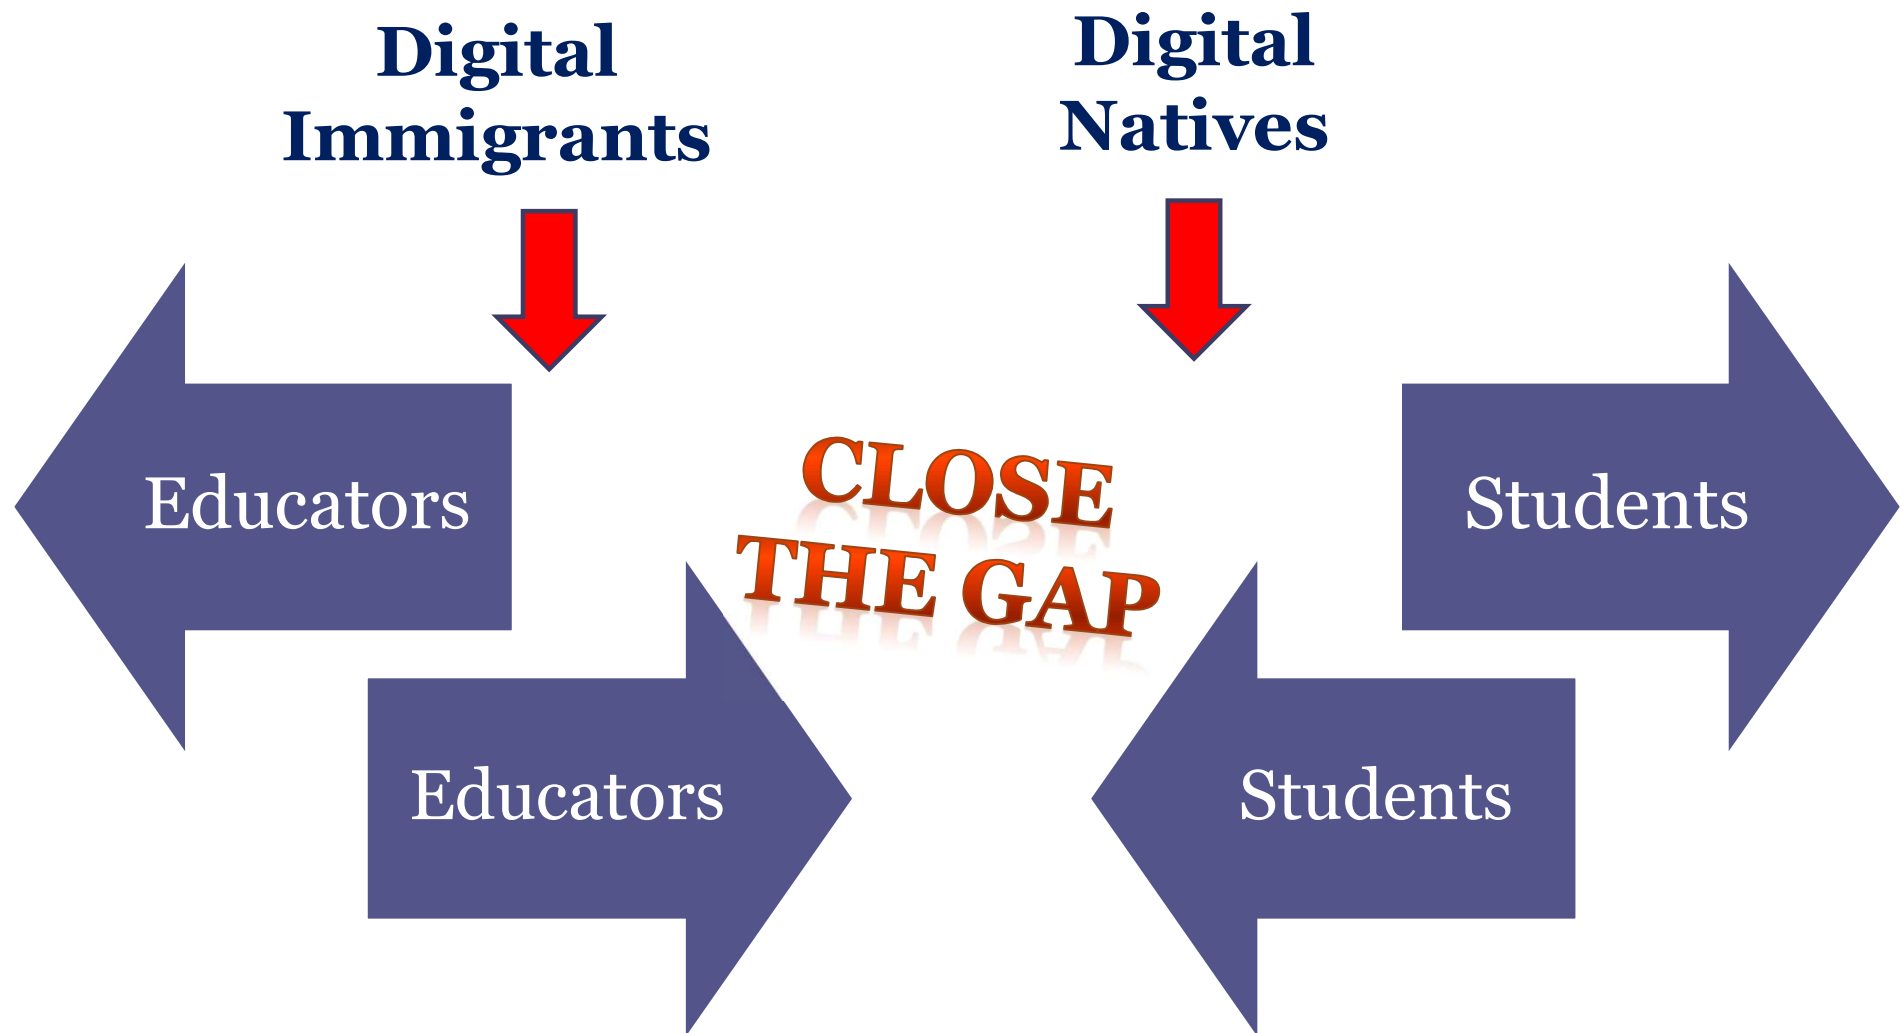 Digital
Immigrants
Digital
Natives
Educators
CLOSE
THE GAP
Students
Educators
Students